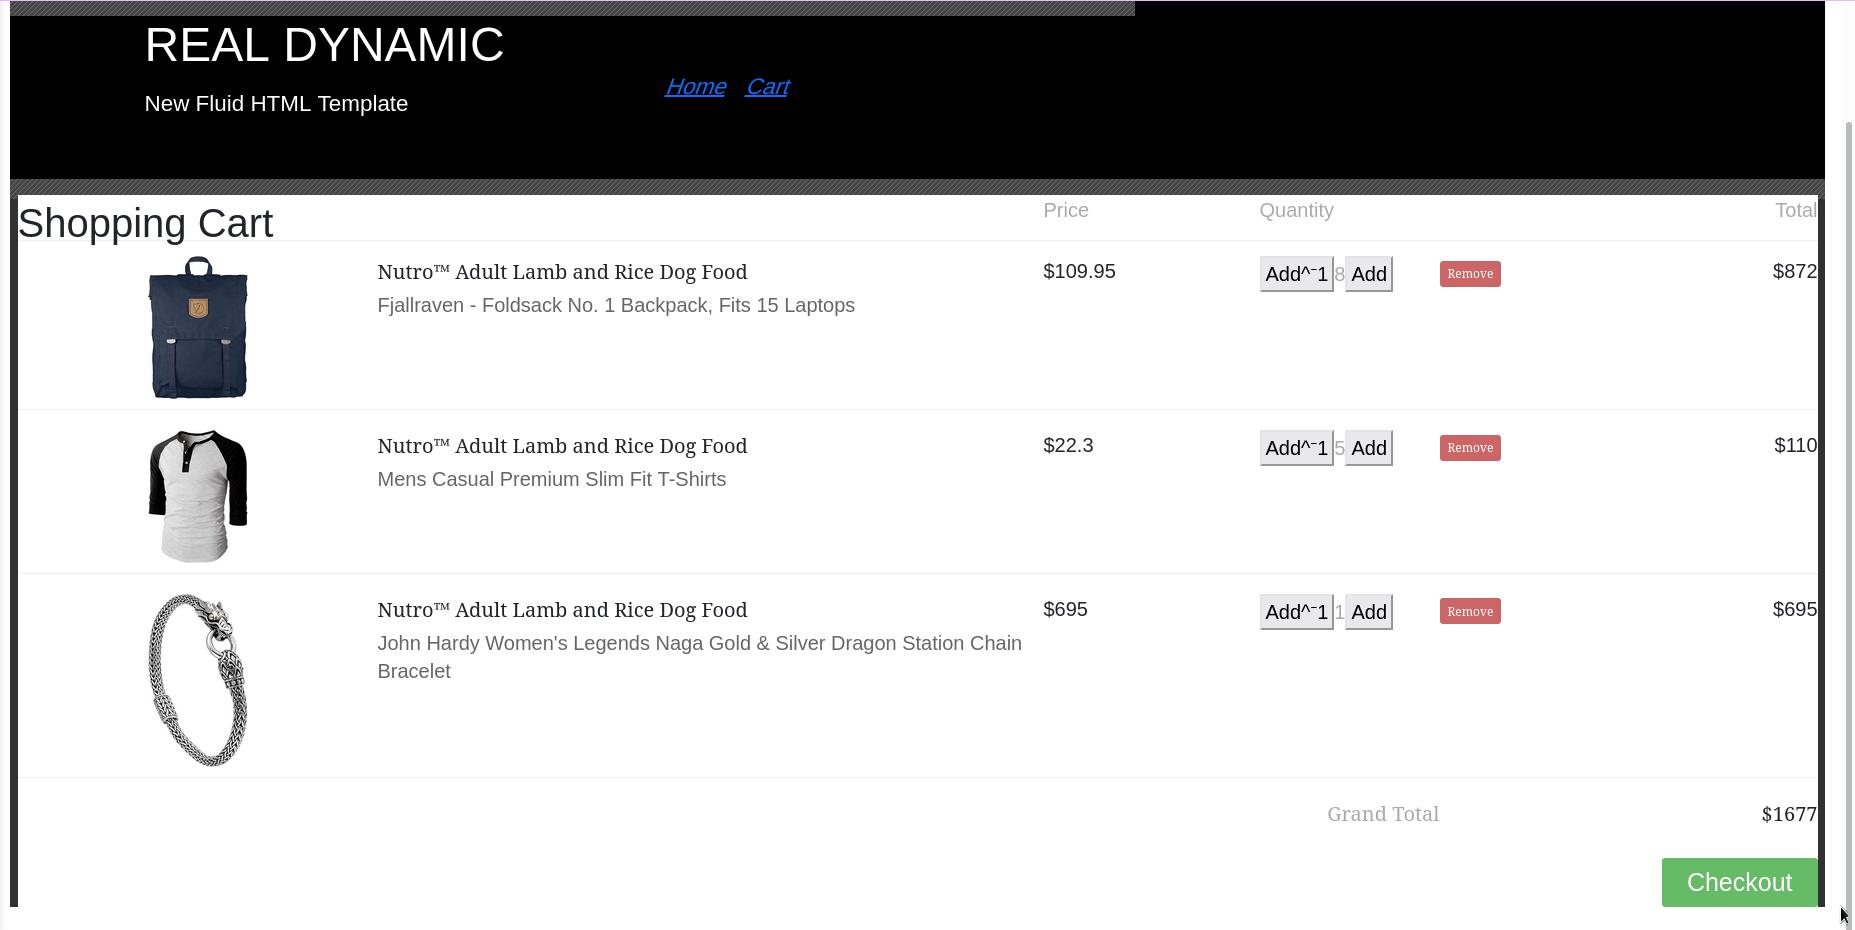 REAL DYNAMIC
New Fluid HTML Template
Home Cart
Shopping Cart Price Quantity Total
Nutro™ Adult Lamb and Rice Dog Food $109.95 Add^-1 8 Add Remove $872
Fjallraven - Foldsack No. 1 Backpack, Fits 15 Laptops
Nutro™ Adult Lamb and Rice Dog Food $22.3 Add^-1 5 Add Remove $110
Mens Casual Premium Slim Fit T-Shirts
Nutro™ Adult Lamb and Rice Dog Food $695 Add^-1 1 Add Remove $695
John Hardy Women's Legends Naga Gold & Silver Dragon Station Chain
Bracelet
Grand Total $1677
Checkout